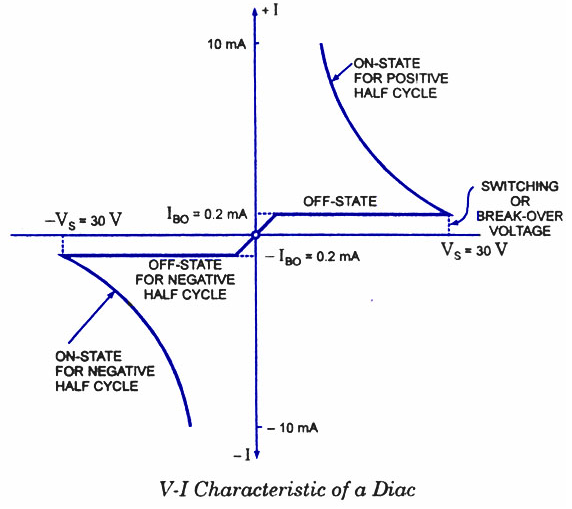 +I
10 mA
ON-STATE
FOR POSITIVE
HALF CYCLE
SWITCHING
OR
BREAK-OVER
VOLTAGE
OFF-STATE
I_BO = 0.2 mA
–V_S = 30 V
V_S = 30 V
– I_BO = 0.2 mA
OFF-STATE
FOR NEGATIVE
HALF CYCLE
ON-STATE
FOR NEGATIVE
HALF CYCLE
– 10 mA
–I
V-I Characteristic of a Diac